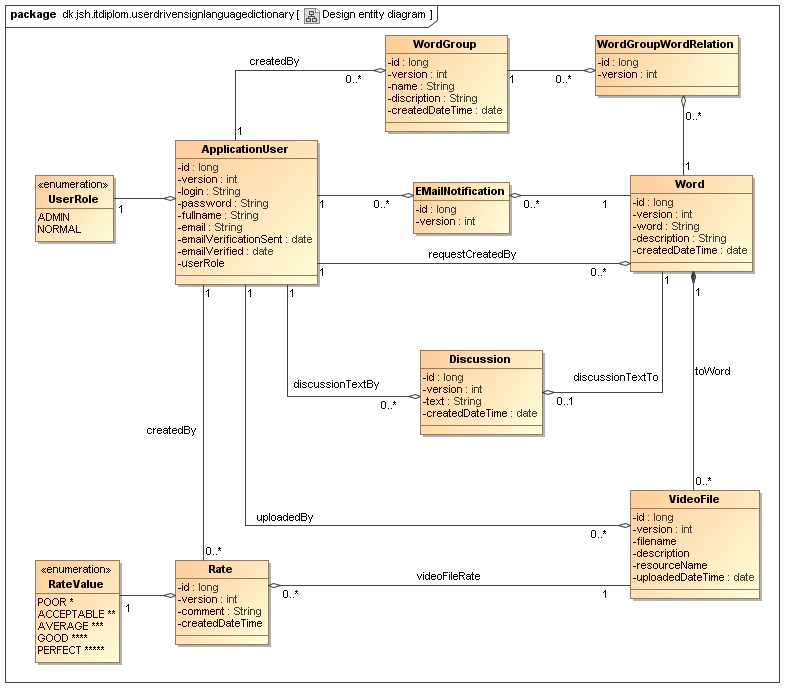 package dk.jsh.itdiplom.userdrivensignlanguagedictionary [ Design entity diagram ]
WordGroup
-id : long
-version : int
-name : String
-discription : String
-createdDateTime : date
WordGroupWordRelation
-id : long
-version : int
createdBy
0..*
1
1
0..*
0..*
1
ApplicationUser
-id : long
-version : int
-login : String
-password : String
-fullname : String
-email : String
-emailVerificationSent : date
-emailVerified : date
-userRole
«enumeration»
UserRole
ADMIN
NORMAL
1
EMailNotification
-id : long
-version : int
1
0..*
0..*
1
Word
-id : long
-version : int
-word : String
-description : String
-createdDateTime : date
requestCreatedBy
1
0..*
1
1
1
1
1
Discussion
-id : long
-version : int
-text : String
-createdDateTime : date
discussionTextBy
0..*
discussionTextTo
0..1
toWord
0..*
createdBy
0..*
uploadedBy
0..*
VideoFile
-id : long
-version : int
-filename
-description
-resourceName
-uploadedDateTime : date
«enumeration»
RateValue
POOR *
ACCEPTABLE **
AVERAGE ***
GOOD ****
PERFECT *****
1
Rate
-id : long
-version : int
-comment : String
-createdDateTime
videoFileRate
0..*
1